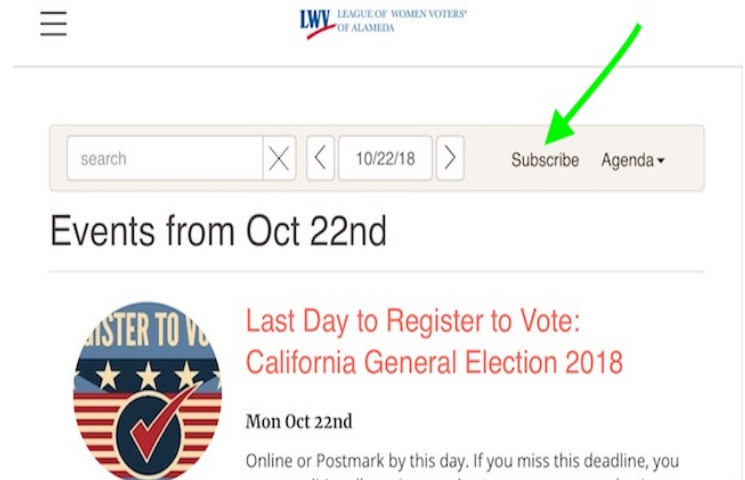 LWV LEAGUE OF WOMEN VOTERS®
OF ALAMEDA
search 10/22/18 Subscribe Agenda
Events from Oct 22nd
ISTER TO VO
Last Day to Register to Vote:
California General Election 2018
Mon Oct 22nd
Online or Postmark by this day. If you miss this deadline, you